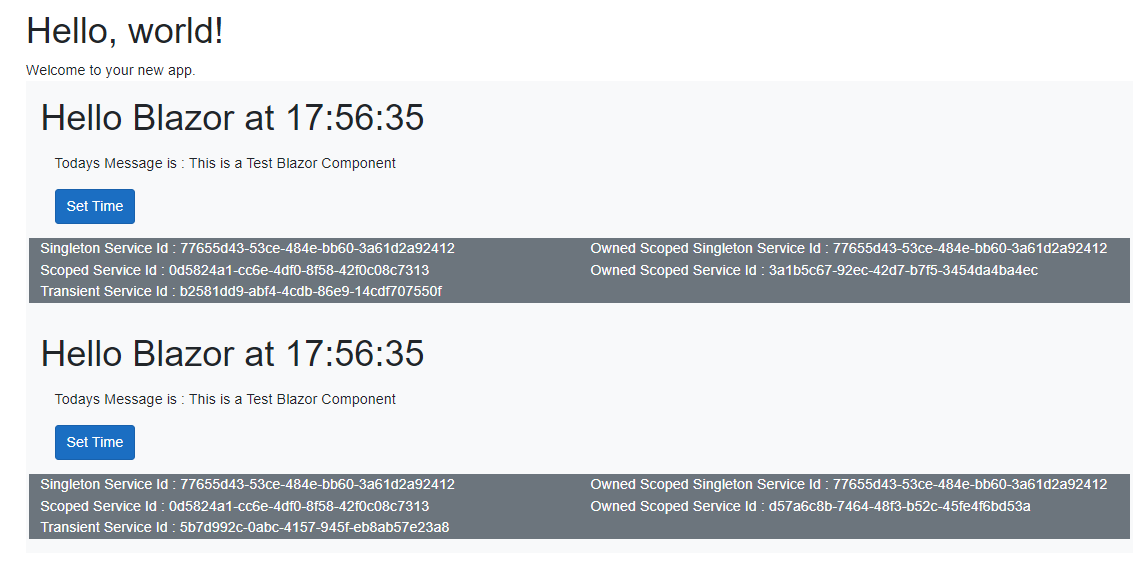 Hello, world!
Welcome to your new app.
Hello Blazor at 17:56:35
Todays Message is : This is a Test Blazor Component
Set Time
Singleton Service Id : 77655d43-53ce-484e-bb60-3a61d2a92412
Owned Scoped Singleton Service Id : 77655d43-53ce-484e-bb60-3a61d2a92412
Scoped Service Id : 0d5824a1-cc6e-4df0-8f58-42f0c08c7313
Owned Scoped Service Id : 3a1b5c67-92ec-42d7-b7f5-3454da4ba4ec
Transient Service Id : b2581dd9-abf4-4cdb-86e9-14cdf707550f
Hello Blazor at 17:56:35
Todays Message is : This is a Test Blazor Component
Set Time
Singleton Service Id : 77655d43-53ce-484e-bb60-3a61d2a92412
Owned Scoped Singleton Service Id : 77655d43-53ce-484e-bb60-3a61d2a92412
Scoped Service Id : 0d5824a1-cc6e-4df0-8f58-42f0c08c7313
Owned Scoped Service Id : d57a6c8b-7464-48f3-b52c-45fe4f6bd53a
Transient Service Id : 5b7d992c-0abc-4157-945f-eb8ab57e23a8